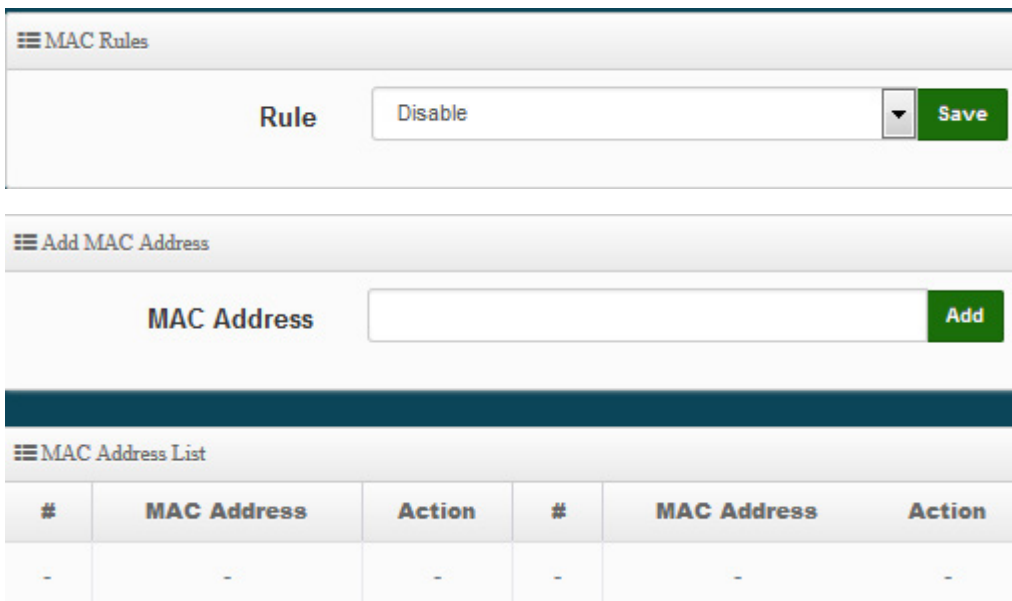 MAC Rules
Rule Disable Save
Add MAC Address
MAC Address Add
MAC Address List
# MAC Address Action # MAC Address Action
- - - - - -